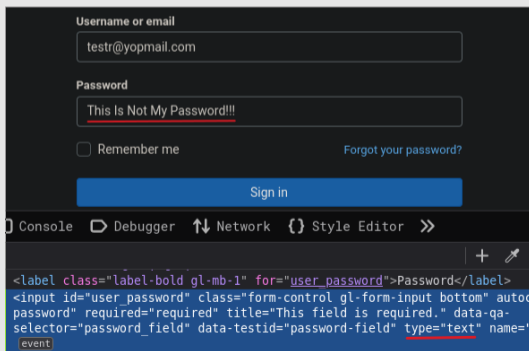 Username or email
testr@yopmail.com
Password
This Is Not My Password!!!
Remember me
Forgot your password?
Sign in
Console
Debugger
Network
{} Style Editor
<label class="label-bold gl-mb-1" for="user_password">Password</label>
<input id="user_password" class="form-control gl-form-input bottom" autoc
password" required="required" title="This field is required." data-qa-
selector="password_field" data-testid="password-field" type="text" name="
event